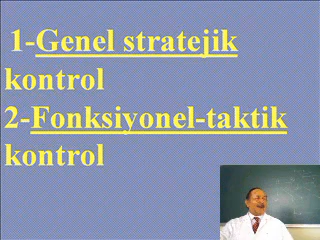 1-Genel stratejik
kontrol
2-Fonksiyonel-taktik
kontrol